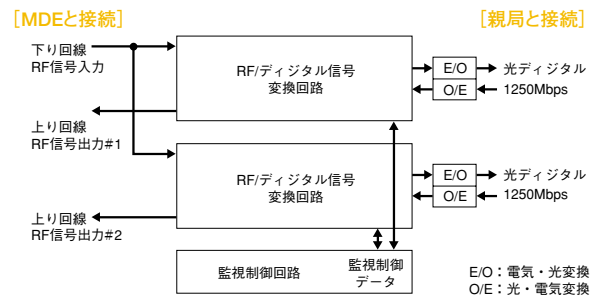 ［MDEと接続］
［親局と接続］
下り回線
RF信号入力
RF/ディジタル信号
変換回路
E/O
光ディジタル
O/E
1250Mbps
上り回線
RF信号出力#1
RF/ディジタル信号
変換回路
E/O
光ディジタル
O/E
1250Mbps
上り回線
RF信号出力#2
監視制御回路
監視制御
データ
E/O：電気・光変換
O/E：光・電気変換